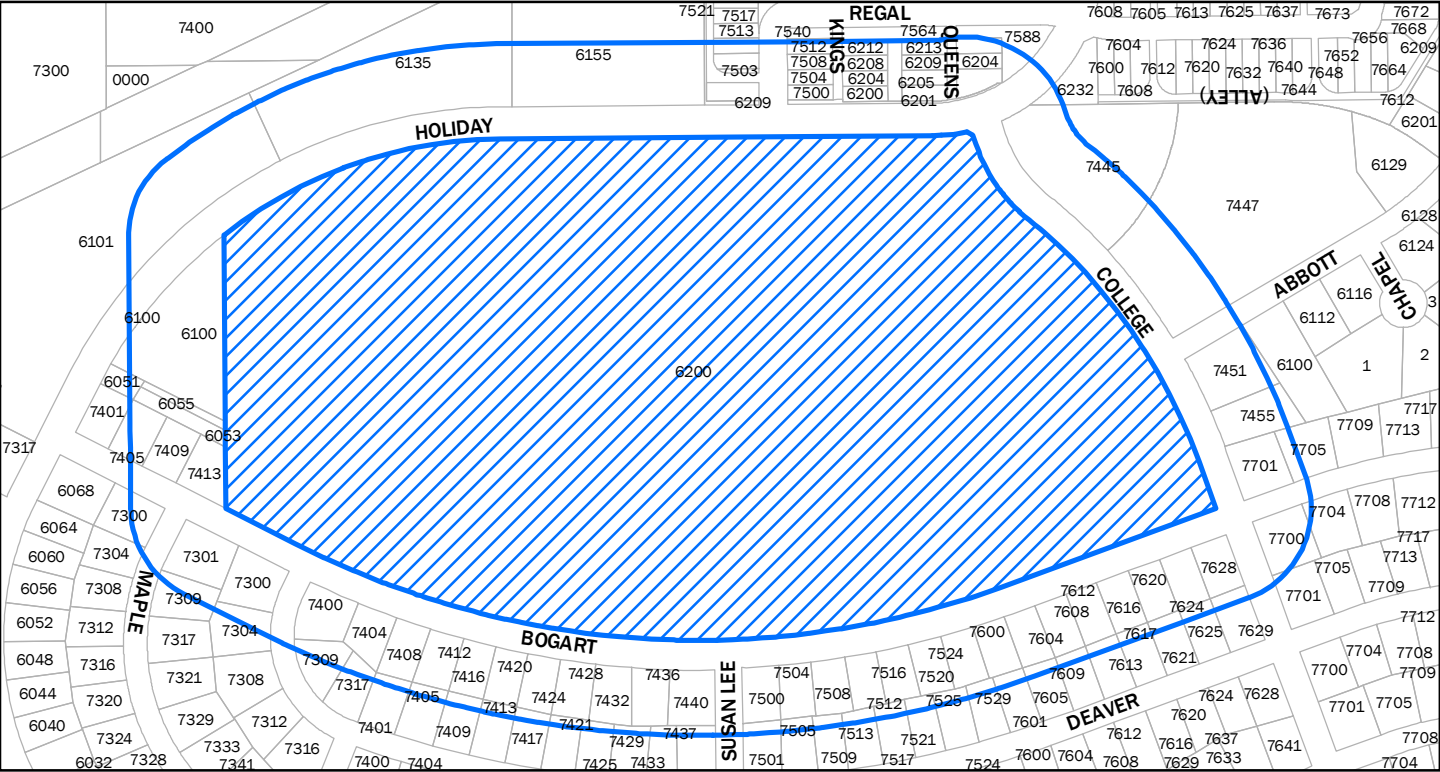 7521 7517 REGAL 7608 7605 7613 7625 7637 7673 7672
7400 7513 7540 7564 7588 7656 7668
KINGS
QUEENS
7512 6212 6213 7604 7624 7636 6209
6135 6155 7508 6208 6209 6204 7652
7300 0000 7503 7504 6204 6205 7600 7612 7620 7632 7640 7648 7664
7500 6200 6201 6232 7608 (ALLEY) 7644 7612
6209 6201
HOLIDAY
7445 6129
7447 6128
6101 6124
ABBOTT
CHAPEL
COLLEGE
6116 3
6100 6100 6112
6200 7451 6100 1 2
6051
7401 6055 7455 7717
6053 7709 7713
7317 7405 7409 7413 7701 7705
6068 7300 7704 7708 7712
6064 7304 7301 7700 7717
6060 7713
6056 7308 7300 7628 7705 7709
MAPLE
7309 7400 7612 7620 7701
6052 7312 7317 7304 7404 7600 7604 7608 7616 7624 7625 7629 7712
BOGART
7617
6048 7316 7309 7408 7412 7524 7613 7621 7704 7708
6044 7320 7321 7308 7317 7405 7416 7420 7428 7436 7504 7516 7520 7609 7700 7709
SUSAN LEE
7424 7432 7440 7500 7508 7512 7525 7529 7605 7624 7628
6040 7329 7312 7401 7413 7421 7601 DEAVER 7620 7701 7705
7324 7333 7316 7409 7417 7429 7437 7505 7513 7521 7612 7616 7637 7641 7708
6032 7328 7341 7400 7404 7425 7433 7501 7509 7517 7524 7600 7604 7608 7629 7633 7704